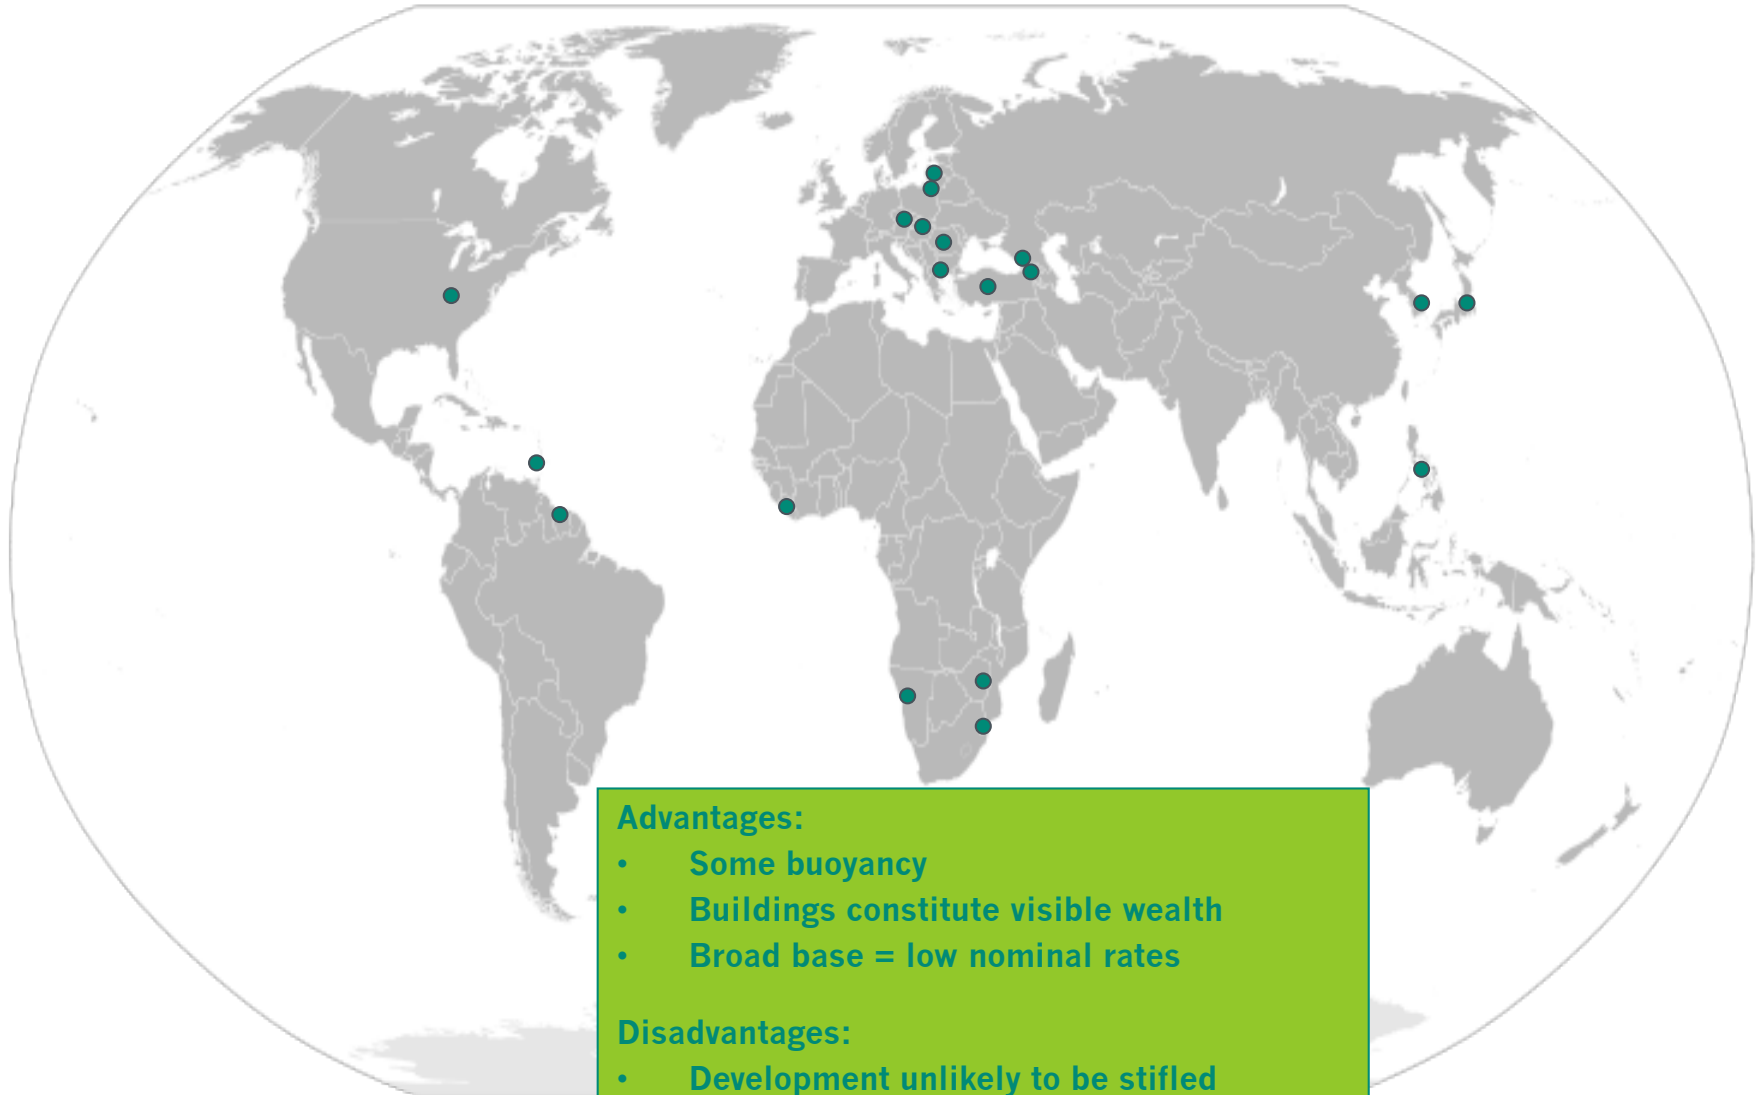 Advantages:
• Some buoyancy
• Buildings constitute visible wealth
• Broad base = low nominal rates
Disadvantages:
• Development unlikely to be stifled